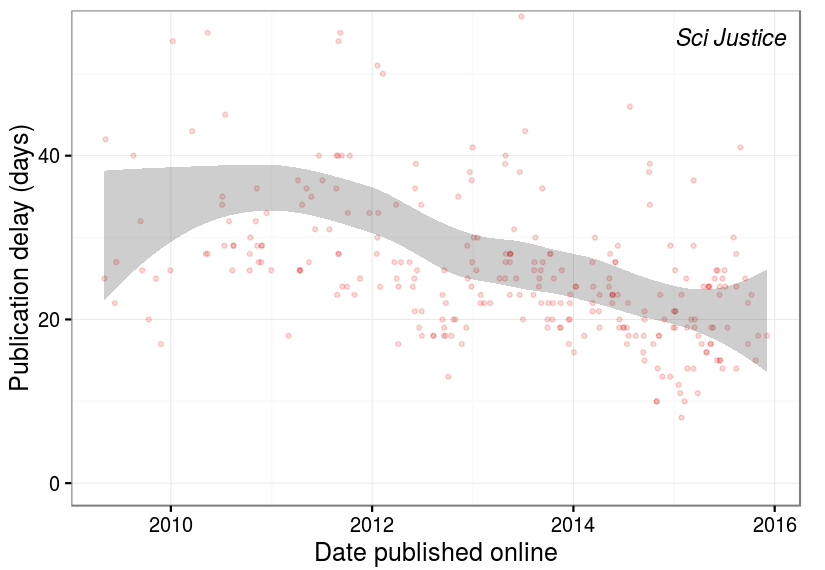 Sci Justice
Publication delay (days)
40
20
0
2010 2012 2014 2016
Date published online